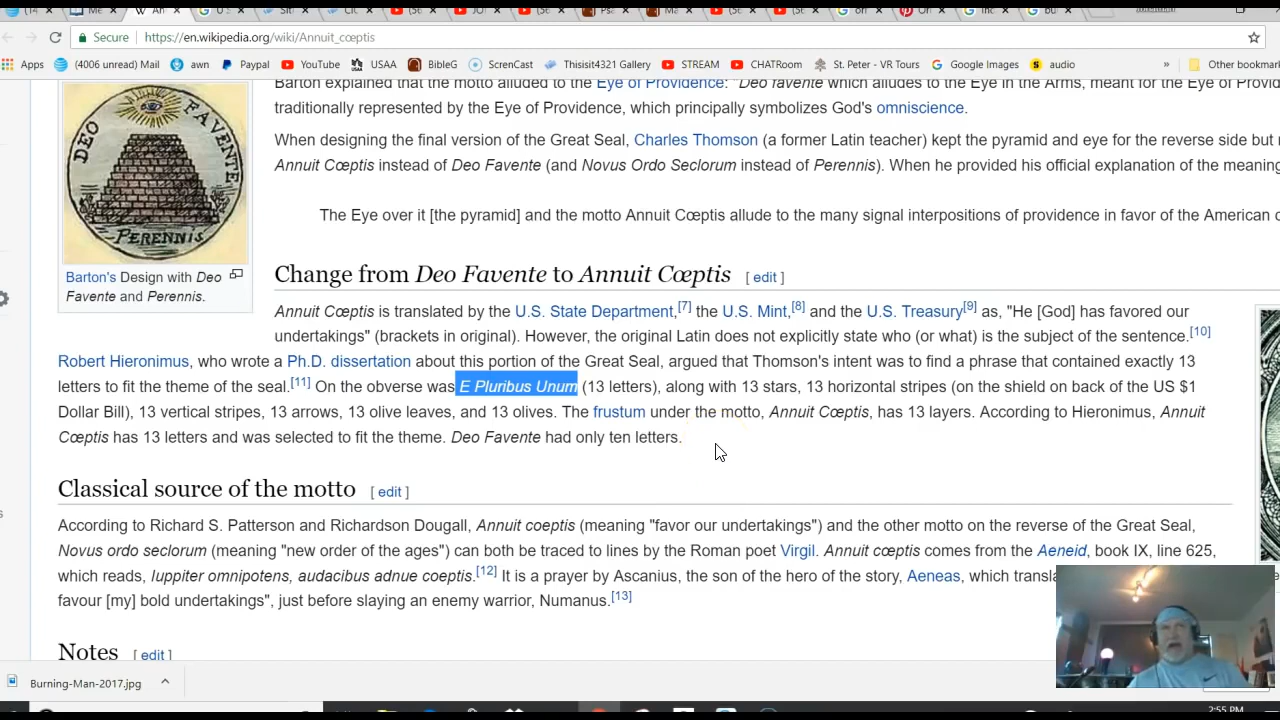 Secure https://en.wikipedia.org/wiki/Annuit_cœptis
Apps (4006 unread) Mail awn Paypal YouTube USAA BibleG ScrenCast Thisisit4321 Gallery STREAM CHATRoom St. Peter - VR Tours Google Images audio » Other bookmar
Barton explained that the motto alluded to the Eye of Providence: "Deo favente which alludes to the Eye in the Arms, meant for the Eye of Provid
traditionally represented by the Eye of Providence, which principally symbolizes God's omniscience.
When designing the final version of the Great Seal, Charles Thomson (a former Latin teacher) kept the pyramid and eye for the reverse side but
Annuit Cœptis instead of Deo Favente (and Novus Ordo Seclorum instead of Perennis). When he provided his official explanation of the meaning
DEO FAVENTE
PERENNIS
The Eye over it [the pyramid] and the motto Annuit Cœptis allude to the many signal interpositions of providence in favor of the American
Barton's Design with Deo
Favente and Perennis.
Change from Deo Favente to Annuit Cœptis [ edit ]
Annuit Cœptis is translated by the U.S. State Department,[7] the U.S. Mint,[8] and the U.S. Treasury[9] as, "He [God] has favored our
undertakings" (brackets in original). However, the original Latin does not explicitly state who (or what) is the subject of the sentence.[10]
Robert Hieronimus, who wrote a Ph.D. dissertation about this portion of the Great Seal, argued that Thomson's intent was to find a phrase that contained exactly 13
letters to fit the theme of the seal.[11] On the obverse was E Pluribus Unum (13 letters), along with 13 stars, 13 horizontal stripes (on the shield on back of the US $1
Dollar Bill), 13 vertical stripes, 13 arrows, 13 olive leaves, and 13 olives. The frustum under the motto, Annuit Cœptis, has 13 layers. According to Hieronimus, Annuit
Cœptis has 13 letters and was selected to fit the theme. Deo Favente had only ten letters.
Classical source of the motto [ edit ]
According to Richard S. Patterson and Richardson Dougall, Annuit coeptis (meaning "favor our undertakings") and the other motto on the reverse of the Great Seal,
Novus ordo seclorum (meaning "new order of the ages") can both be traced to lines by the Roman poet Virgil. Annuit cœptis comes from the Aeneid, book IX, line 625,
which reads, Iuppiter omnipotens, audacibus adnue coeptis.[12] It is a prayer by Ascanius, the son of the hero of the story, Aeneas, which transla
favour [my] bold undertakings", just before slaying an enemy warrior, Numanus.[13]
Notes [ edit ]
Burning-Man-2017.jpg
2:55 PM